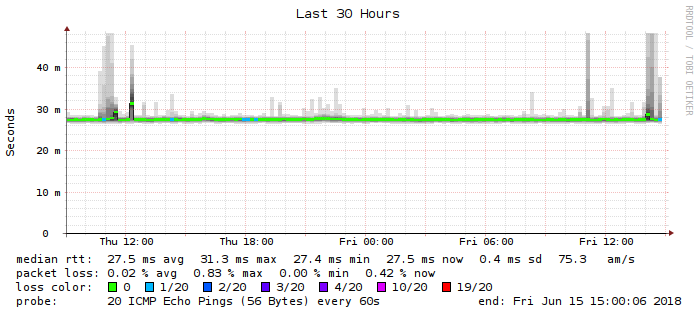 Last 30 Hours
RRDTOOL / TOBI OETIKER
Seconds
40 m
30 m
20 m
10 m
0
Thu 12:00 Thu 18:00 Fri 00:00 Fri 06:00 Fri 12:00
median rtt: 27.5 ms avg 31.3 ms max 27.4 ms min 27.5 ms now 0.4 ms sd 75.3 am/s
packet loss: 0.02 % avg 0.83 % max 0.00 % min 0.42 % now
loss color: 0 1/20 2/20 3/20 4/20 10/20 19/20
probe: 20 ICMP Echo Pings (56 Bytes) every 60s end: Fri Jun 15 15:00:06 2018